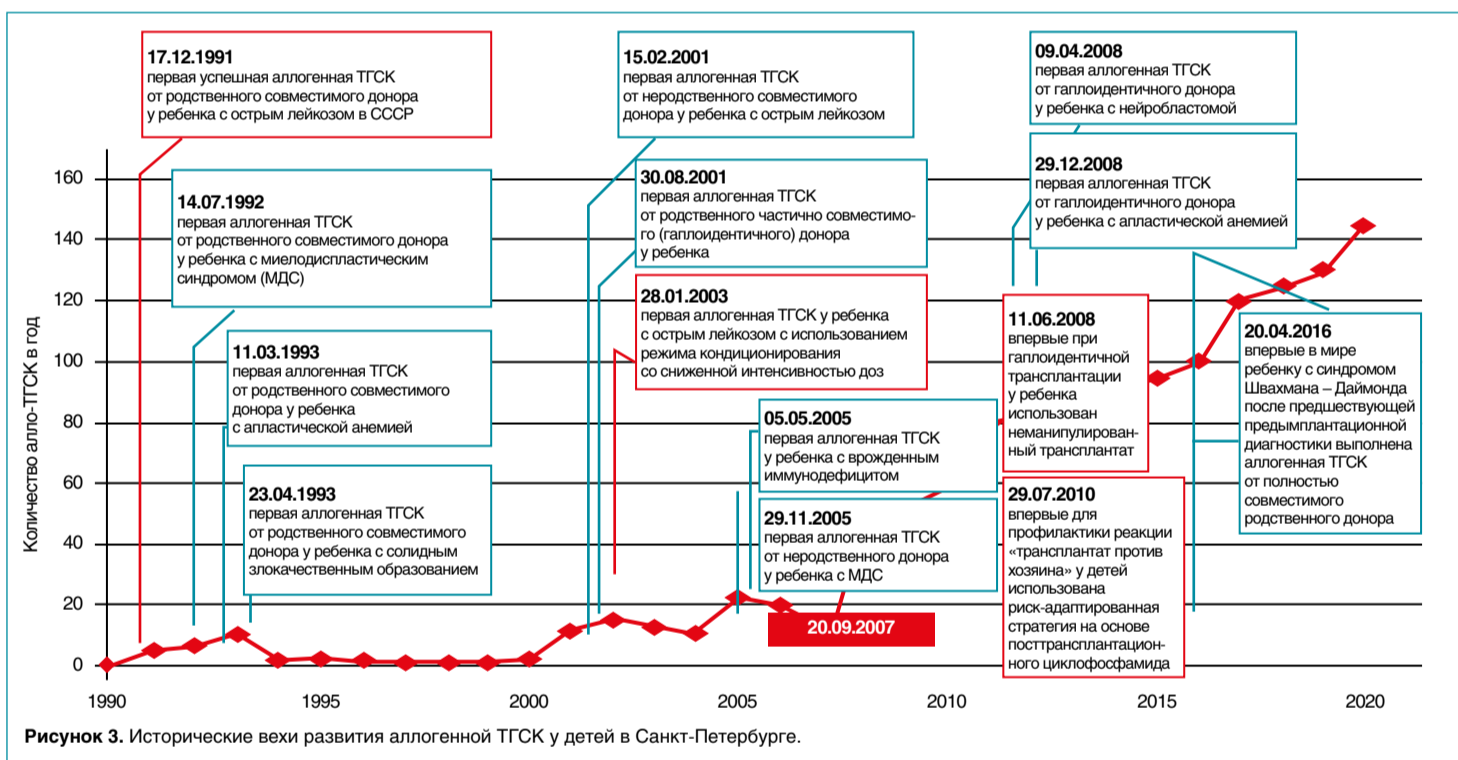 17.12.1991
первая успешная аллогенная ТГСК
от родственного совместимого донора
у ребенка с острым лейкозом в СССР
15.02.2001
первая аллогенная ТГСК
от неродственного совместимого
донора у ребенка с острым лейкозом
09.04.2008
первая аллогенная ТГСК
от гаплоидентичного донора
у ребенка с нейробластомой
14.07.1992
первая аллогенная ТГСК
от родственного совместимого донора
у ребенка с миелодиспластическим
синдромом (МДС)
30.08.2001
первая аллогенная ТГСК
от родственного частично совместимо-
го (гаплоидентичного) донора
у ребенка
29.12.2008
первая аллогенная ТГСК
от гаплоидентичного донора
у ребенка с апластической анемией
28.01.2003
первая аллогенная ТГСК у ребенка
с острым лейкозом с использованием
режима кондиционирования
со сниженной интенсивностью доз
11.06.2008
впервые при
гаплоидентичной
трансплантации
у ребенка
использован
неманипулирован-
ный трансплантат
20.04.2016
впервые в мире
ребенку с синдромом
Швахмана – Даймонда
после предшествующей
предымплантационной
диагностики выполнена
аллогенная ТГСК
от полностью
совместимого
родственного донора
11.03.1993
первая аллогенная ТГСК
от родственного совместимого
донора у ребенка
с апластической анемией
05.05.2005
первая аллогенная ТГСК
у ребенка с врожденным
иммунодефицитом
23.04.1993
первая аллогенная ТГСК
от родственного совместимого
донора у ребенка с солидным
злокачественным образованием
29.11.2005
первая аллогенная ТГСК
от неродственного донора
у ребенка с МДС
29.07.2010
впервые для
профилактики реакции
«трансплантат против
хозяина» у детей
использована
риск-адаптированная
стратегия на основе
посттрансплантацион-
ного циклофосфамида
20.09.2007
Количество алло-ТГСК в год
160
140
120
100
80
60
40
20
0
1990
1995
2000
2005
2010
2015
2020
Рисунок 3. Исторические вехи развития аллогенной ТГСК у детей в Санкт-Петербурге.